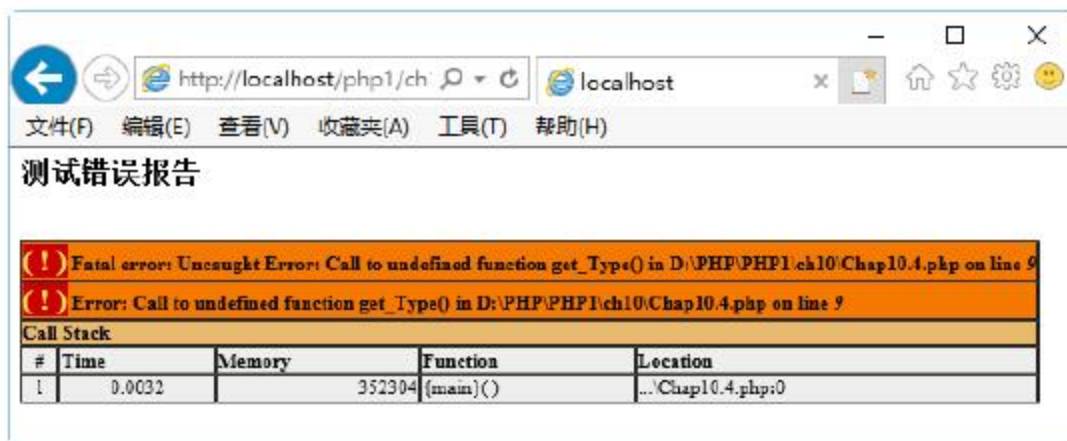 http://localhost/php1/ch
localhost
文件(F) 编辑(E) 查看(V) 收藏夹(A) 工具(T) 帮助(H)
测试错误报告
( ! ) Fatal error: Uncaught Error: Call to undefined function get_Type() in D:\PHP\PHP1\ch10\Chap10.4.php on line 9
( ! ) Error: Call to undefined function get_Type() in D:\PHP\PHP1\ch10\Chap10.4.php on line 9
Call Stack
# Time Memory Function Location
1 0.0032 352304 {main}( ) ...\Chap10.4.php:0